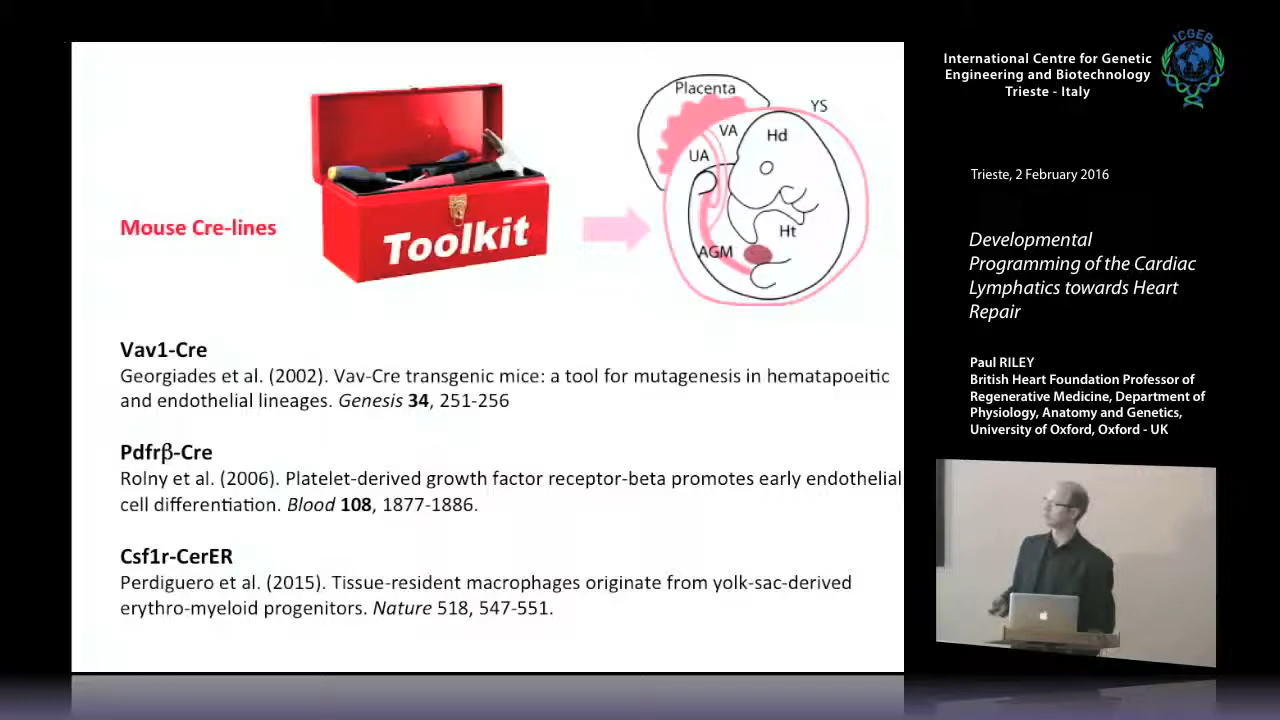 Placenta
YS
VA
Hd
UA
Mouse Cre-lines
Toolkit
Ht
AGM
Vav1-Cre
Georgiades et al. (2002). Vav-Cre transgenic mice: a tool for mutagenesis in hematapoeitic
and endothelial lineages. Genesis 34, 251-256
Pdfrβ-Cre
Rolny et al. (2006). Platelet-derived growth factor receptor-beta promotes early endothelial
cell differentiation. Blood 108, 1877-1886.
Csf1r-CerER
Perdiguero et al. (2015). Tissue-resident macrophages originate from yolk-sac-derived
erythro-myeloid progenitors. Nature 518, 547-551.
International Centre for Genetic
Engineering and Biotechnology
Trieste - Italy
ICGEB
Trieste, 2 February 2016
Developmental
Programming of the Cardiac
Lymphatics towards Heart
Repair
Paul RILEY
British Heart Foundation Professor of
Regenerative Medicine, Department of
Physiology, Anatomy and Genetics,
University of Oxford, Oxford - UK